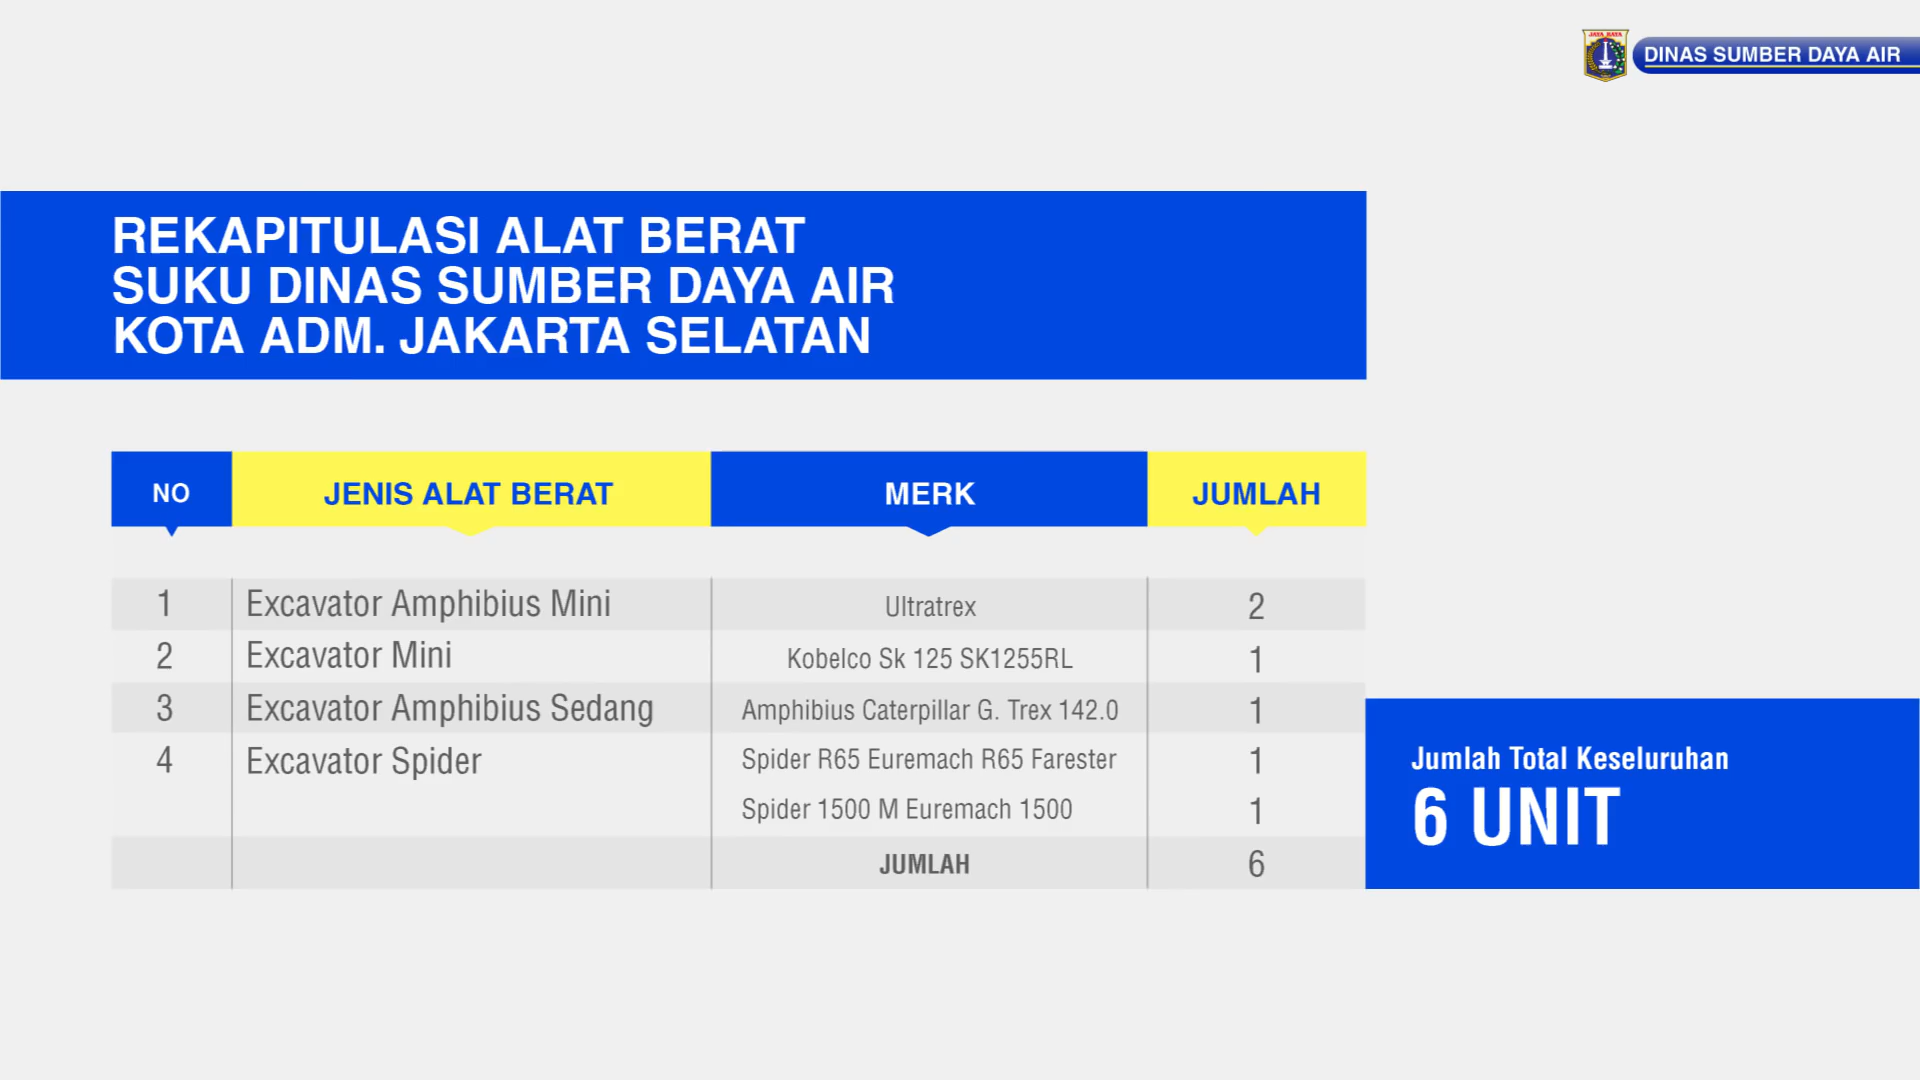 JAYA RAYA
DINAS SUMBER DAYA AIR
REKAPITULASI ALAT BERAT
SUKU DINAS SUMBER DAYA AIR
KOTA ADM. JAKARTA SELATAN
NO JENIS ALAT BERAT MERK JUMLAH
1 Excavator Amphibius Mini Ultratrex 2
2 Excavator Mini Kobelco Sk 125 SK1255RL 1
3 Excavator Amphibius Sedang Amphibius Caterpillar G. Trex 142.0 1
4 Excavator Spider Spider R65 Euremach R65 Farester 1
Spider 1500 M Euremach 1500 1
JUMLAH 6
Jumlah Total Keseluruhan
6 UNIT